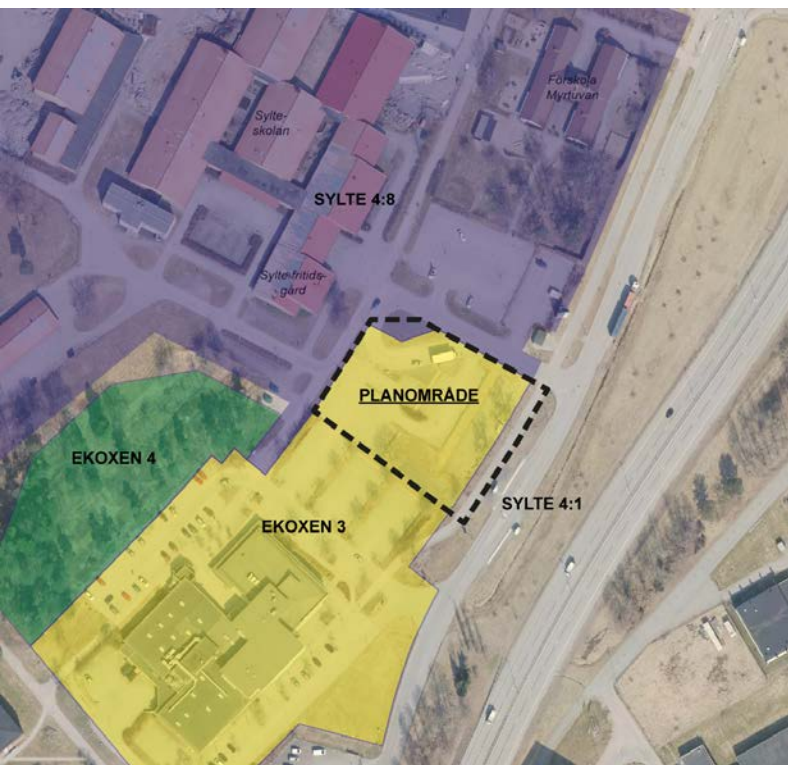 Förskola
Myrtuvan
Sylte-
skolan
SYLTE 4:8
Sylte fritids-
gård
PLANOMRÅDE
EKOXEN 4
SYLTE 4:1
EKOXEN 3